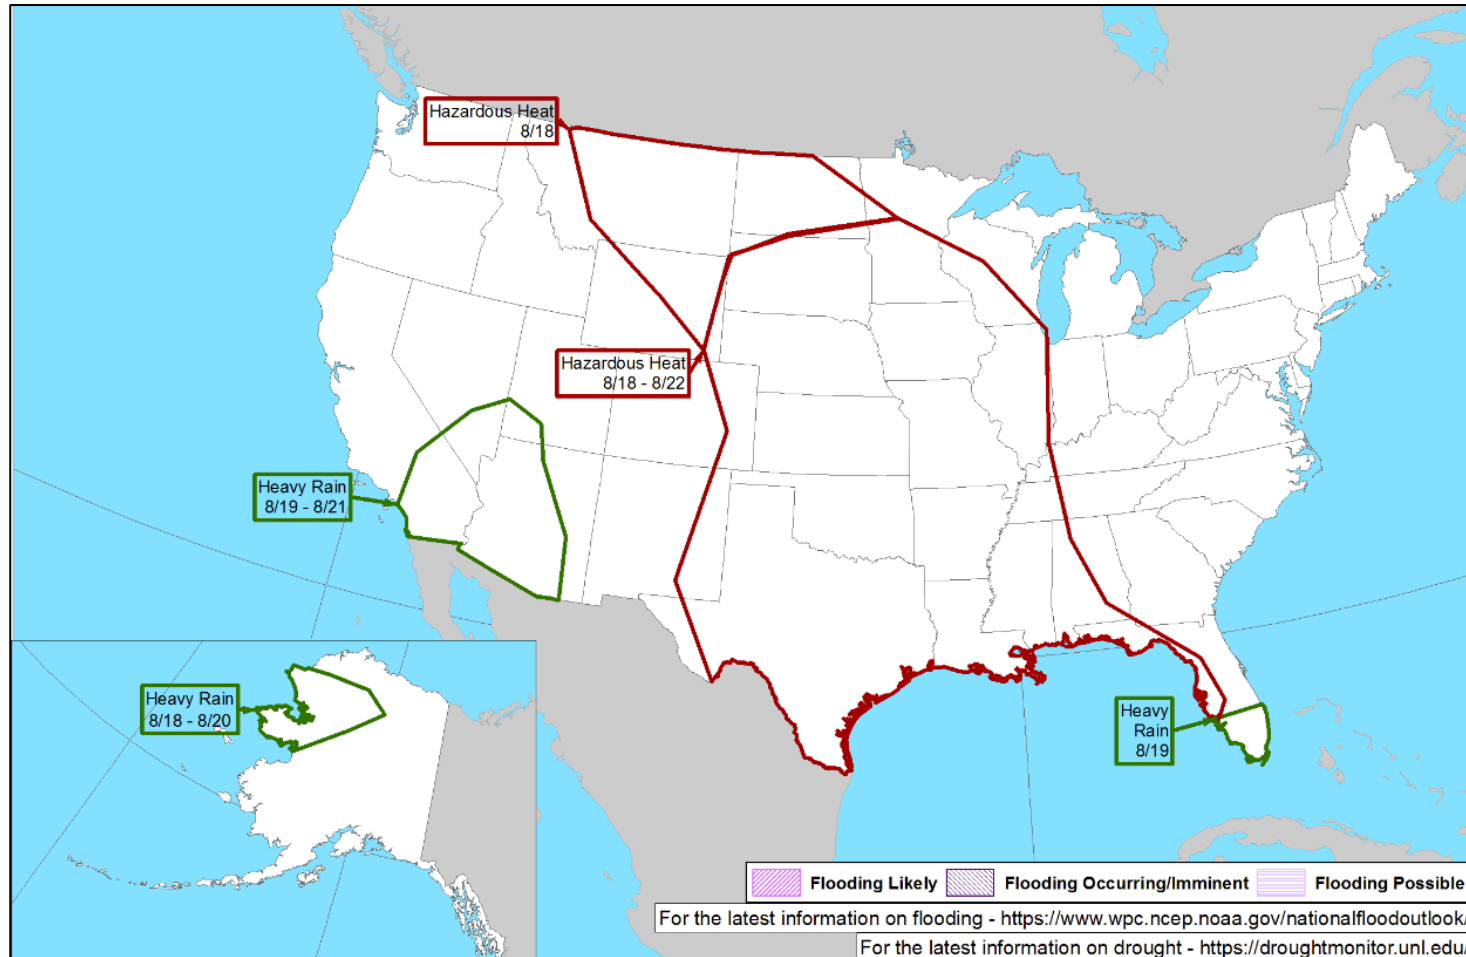 Hazardous Heat
8/18
Hazardous Heat
8/18 - 8/22
Heavy Rain
8/19 - 8/21
Heavy Rain
8/18 - 8/20
Heavy
Rain
8/19
Flooding Likely
Flooding Occurring/Imminent
Flooding Possible
For the latest information on flooding - https://www.wpc.ncep.noaa.gov/nationalfloodoutlook/
For the latest information on drought - https://droughtmonitor.unl.edu/